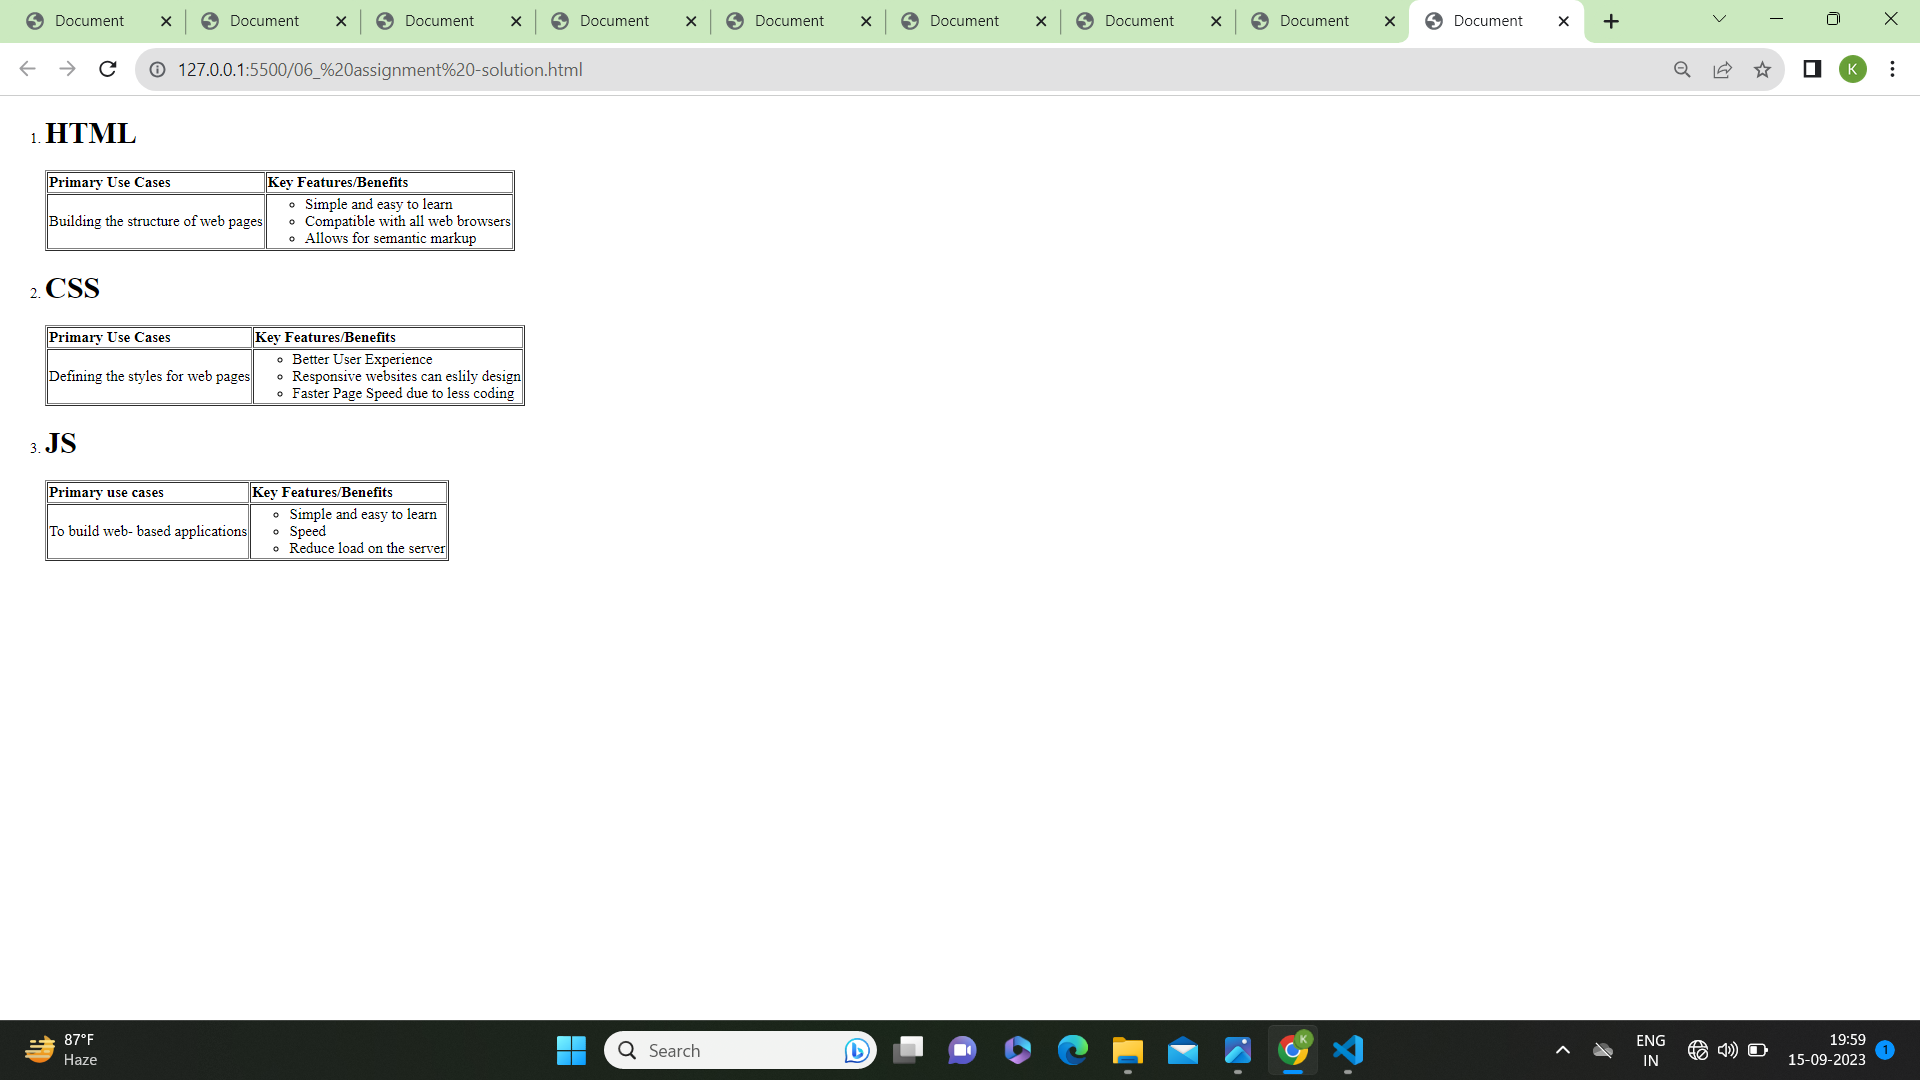 Document Document Document Document Document Document Document Document Document
127.0.0.1:5500/06_%20assignment%20-solution.html
K
1. HTML
Primary Use Cases Key Features/Benefits
Building the structure of web pages
Simple and easy to learn
Compatible with all web browsers
Allows for semantic markup
2. CSS
Primary Use Cases Key Features/Benefits
Defining the styles for web pages
Better User Experience
Responsive websites can eslily design
Faster Page Speed due to less coding
3. JS
Primary use cases Key Features/Benefits
To build web- based applications
Simple and easy to learn
Speed
Reduce load on the server
87°F
Haze
Search
K
ENG
IN
19:59
15-09-2023
1